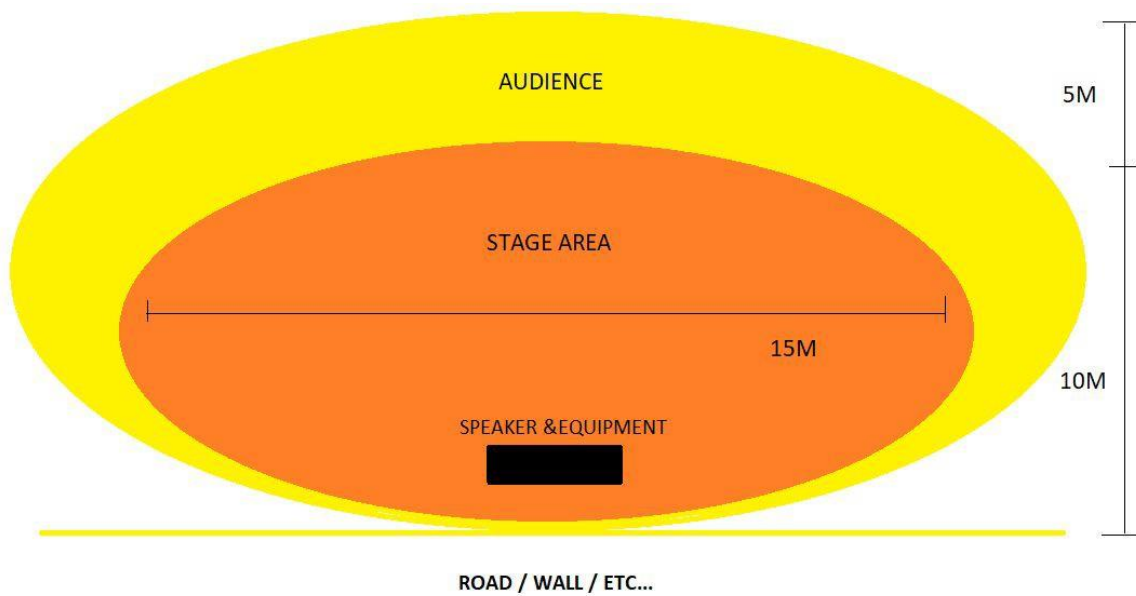 AUDIENCE
5M
STAGE AREA
15M
10M
SPEAKER &EQUIPMENT
ROAD / WALL / ETC...